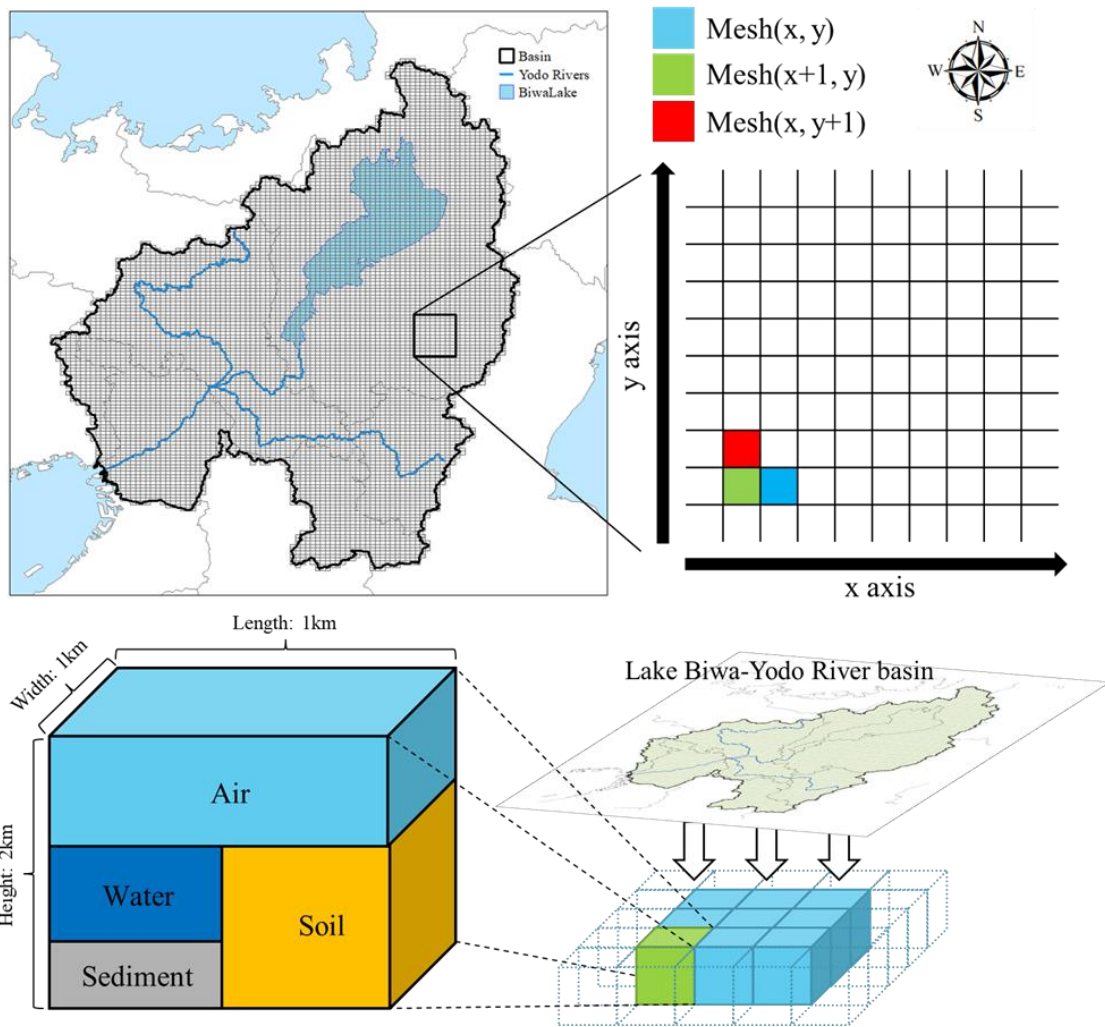 Basin
Yodo Rivers
BiwaLake
Mesh(x, y)
Mesh(x+1, y)
Mesh(x, y+1)
N
W
E
S
y axis
x axis
Length: 1km
Width: 1km
Height: 2km
Air
Water
Soil
Sediment
Lake Biwa-Yodo River basin